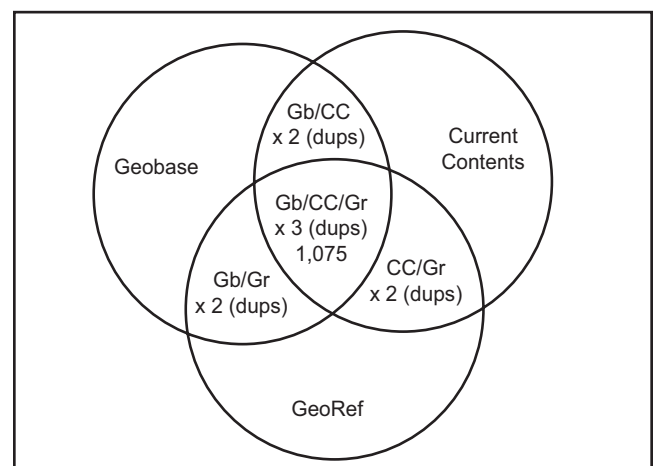 Gb/CC
x 2 (dups)
Current
Contents
Geobase
Gb/CC/Gr
x 3 (dups)
1,075
CC/Gr
x 2 (dups)
Gb/Gr
x 2 (dups)
GeoRef